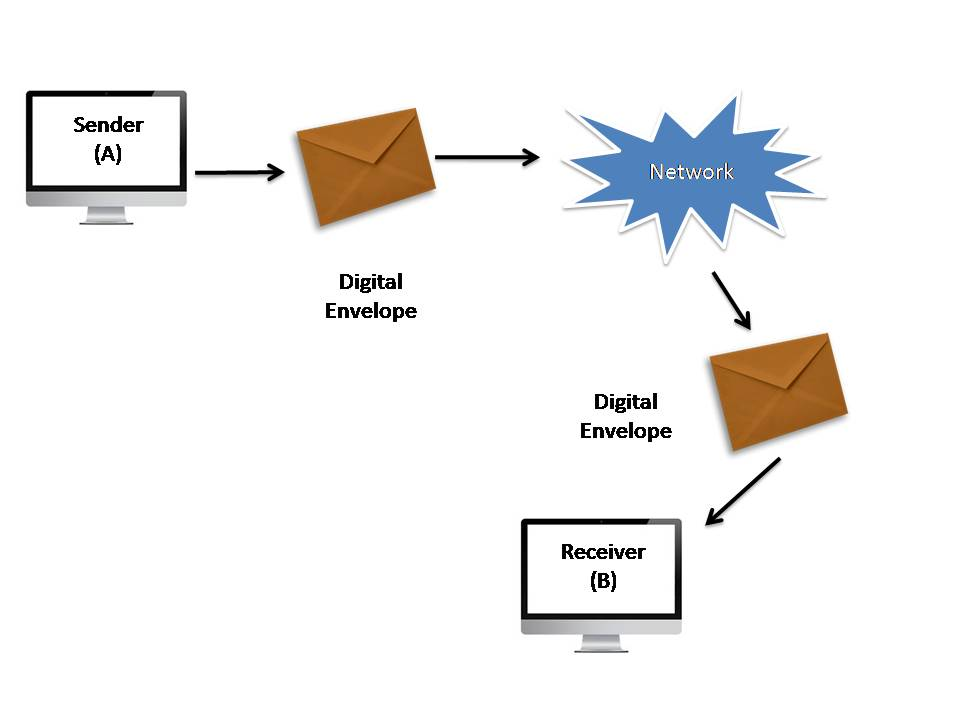 Sender
(A)
Network
Digital
Envelope
Digital
Envelope
Receiver
(B)